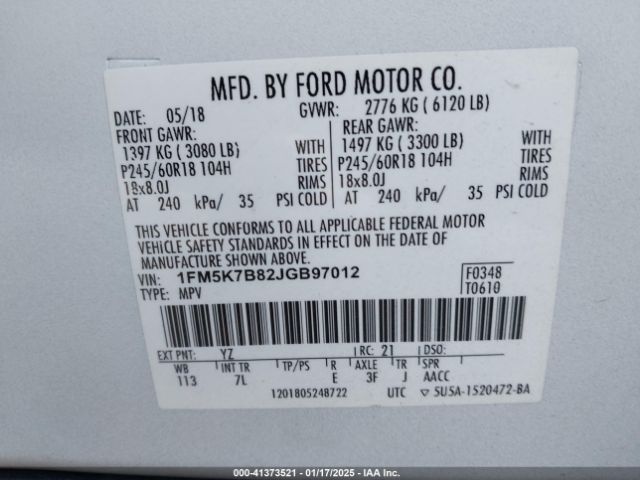 MFD. BY FORD MOTOR CO.
DATE: 05/18 GVWR: 2776 KG ( 6120 LB)
FRONT GAWR: REAR GAWR:
1397 KG ( 3080 LB) WITH 1497 KG ( 3300 LB) WITH
P245/60R18 104H TIRES P245/60R18 104H TIRES
18x8.0J RIMS 18x8.0J RIMS
AT 240 kPa/ 35 PSI COLD AT 240 kPa/ 35 PSI COLD
THIS VEHICLE CONFORMS TO ALL APPLICABLE FEDERAL MOTOR
VEHICLE SAFETY STANDARDS IN EFFECT ON THE DATE OF
MANUFACTURE SHOWN ABOVE.
VIN: 1FM5K7B82JGB97012 F0348
TYPE: MPV T0610
EXT PNT: YZ RC: 21 DSO:
WB INT TR TP/PS R AXLE TR SPR
113 7L E 3F J AACC
1201805248722 UTC ▽ 5U5A-1520472-BA
000-41373521 | 01/17/2025 | IAA Inc.